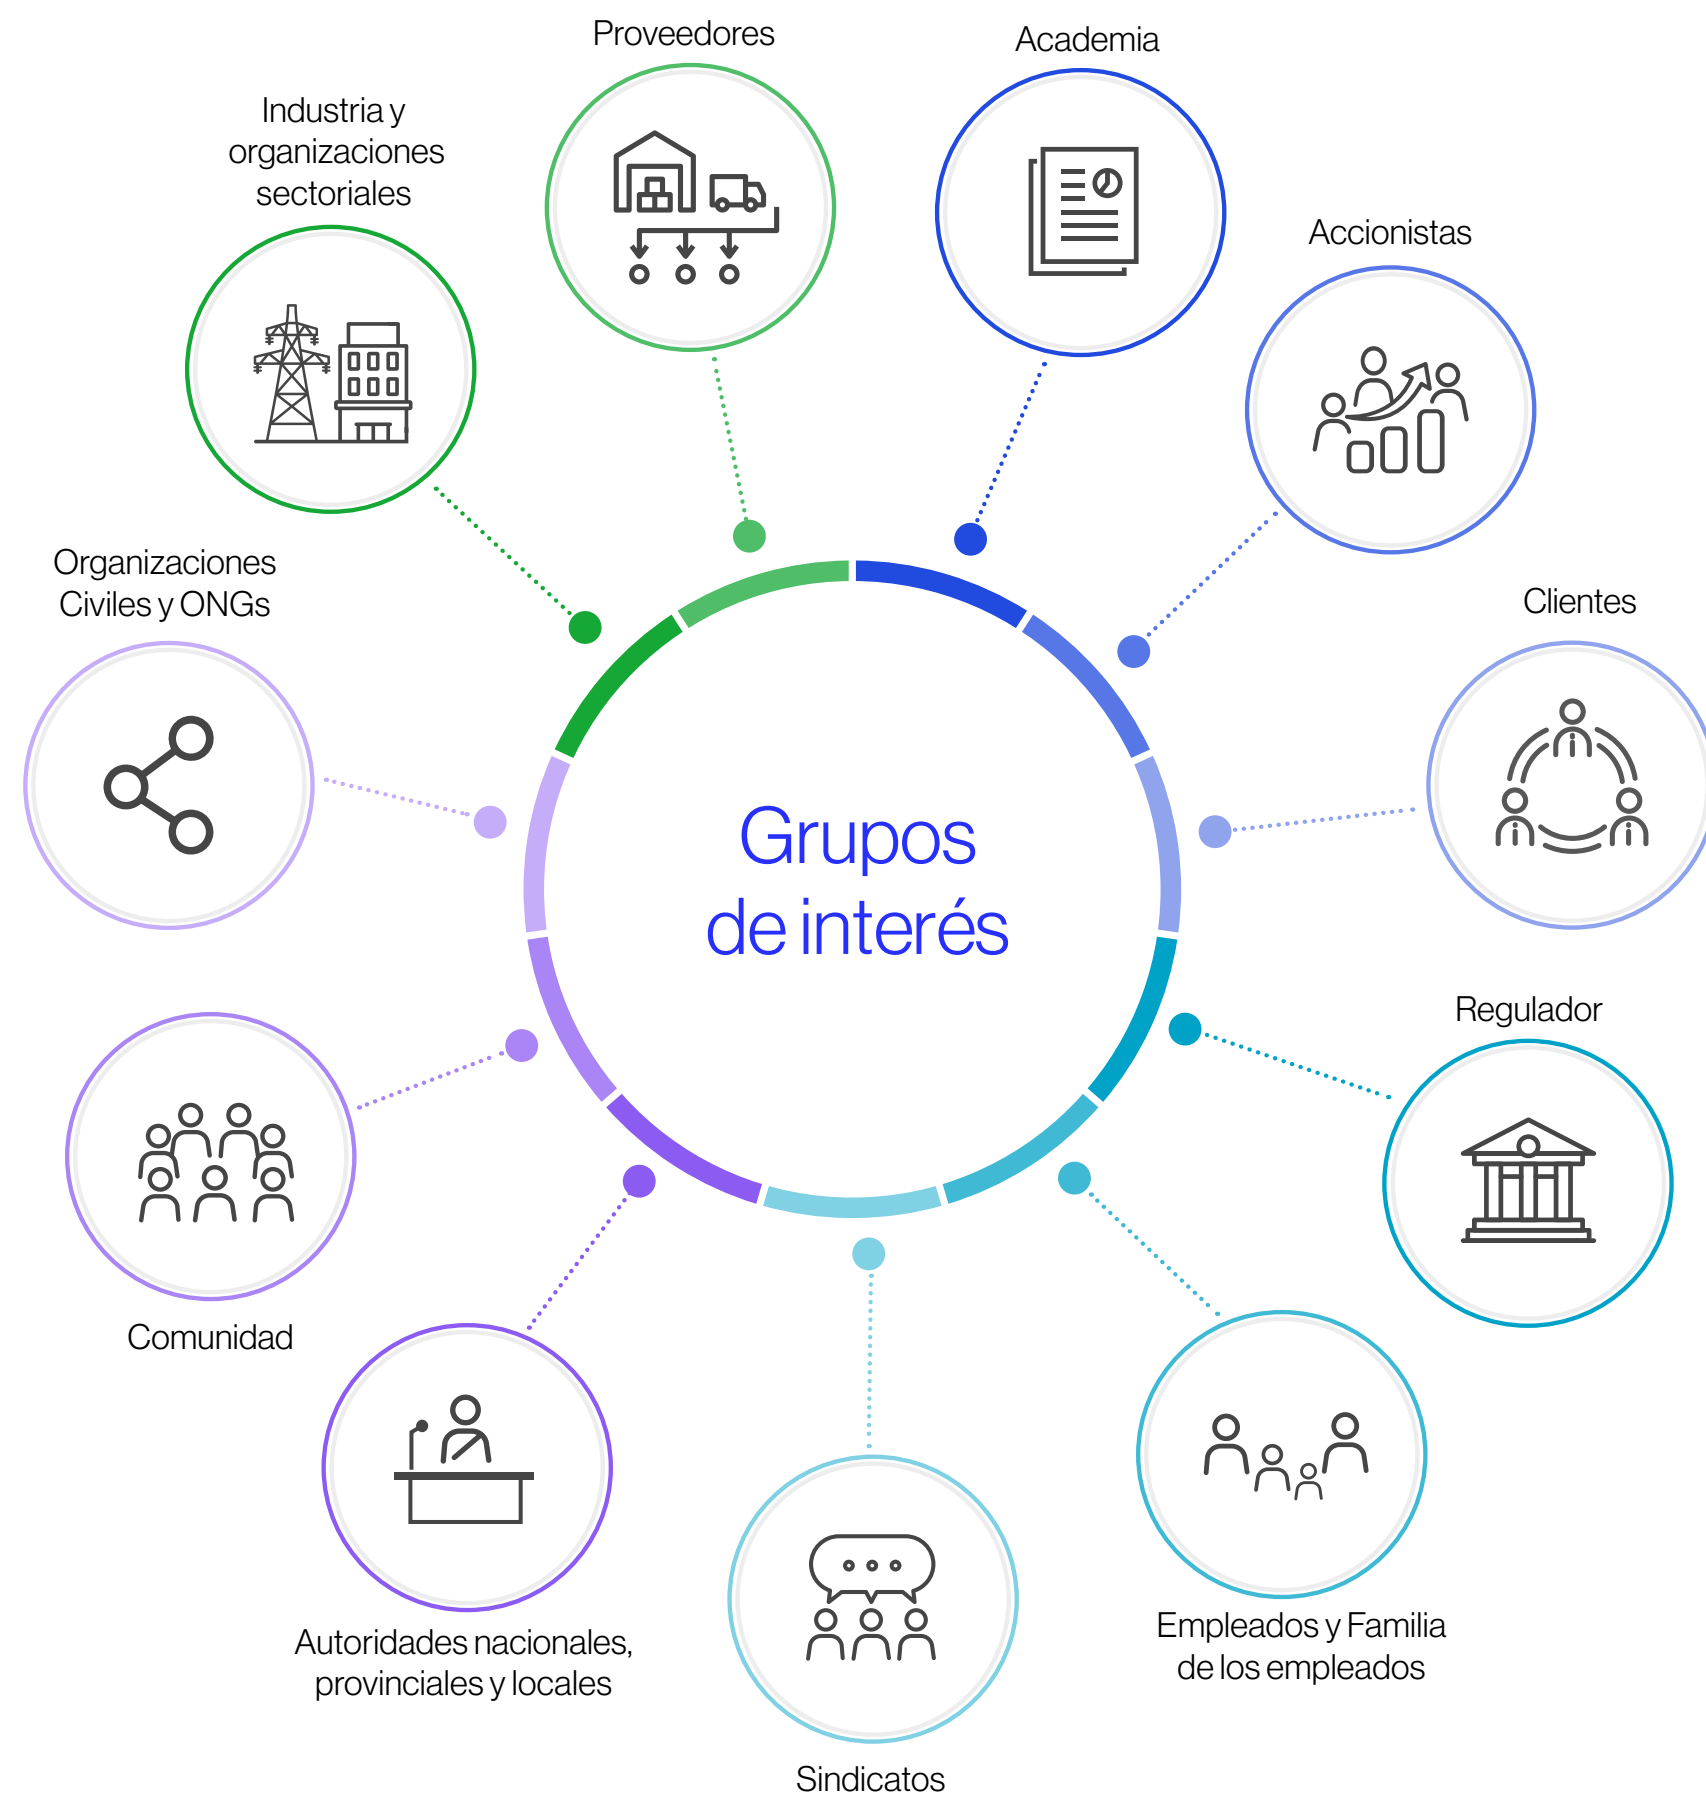 Proveedores
Academia
Industria y
organizaciones
sectoriales
Accionistas
Organizaciones
Civiles y ONGs
Clientes
Grupos
de interés
Regulador
Comunidad
Autoridades nacionales,
provinciales y locales
Empleados y Familia
de los empleados
Sindicatos